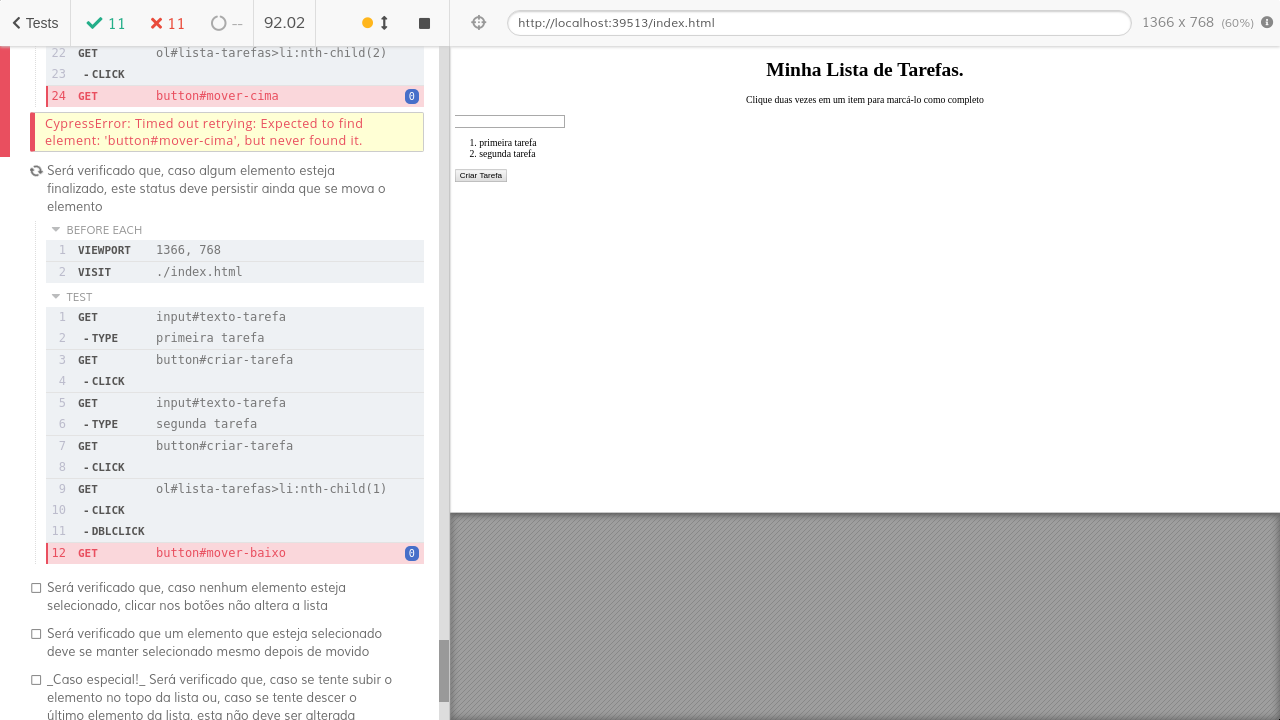 Tests 11 11 -- 92.02 http://localhost:39513/index.html 1366 x 768 (60%)
22 GET ol#lista-tarefas>li:nth-child(2)
23 - CLICK
24 GET button#mover-cima 0
CypressError: Timed out retrying: Expected to find
element: 'button#mover-cima', but never found it.
Será verificado que, caso algum elemento esteja
finalizado, este status deve persistir ainda que se mova o
elemento
BEFORE EACH
1 VIEWPORT 1366, 768
2 VISIT ./index.html
TEST
1 GET input#texto-tarefa
2 - TYPE primeira tarefa
3 GET button#criar-tarefa
4 - CLICK
5 GET input#texto-tarefa
6 - TYPE segunda tarefa
7 GET button#criar-tarefa
8 - CLICK
9 GET ol#lista-tarefas>li:nth-child(1)
10 - CLICK
11 - DBLCLICK
12 GET button#mover-baixo 0
Será verificado que, caso nenhum elemento esteja
selecionado, clicar nos botões não altera a lista
Será verificado que um elemento que esteja selecionado
deve se manter selecionado mesmo depois de movido
_Caso especial!_ Será verificado que, caso se tente subir o
elemento no topo da lista ou, caso se tente descer o
último elemento da lista, esta não deve ser alterada
Minha Lista de Tarefas.
Clique duas vezes em um item para marcá-lo como completo
1. primeira tarefa
2. segunda tarefa
Criar Tarefa